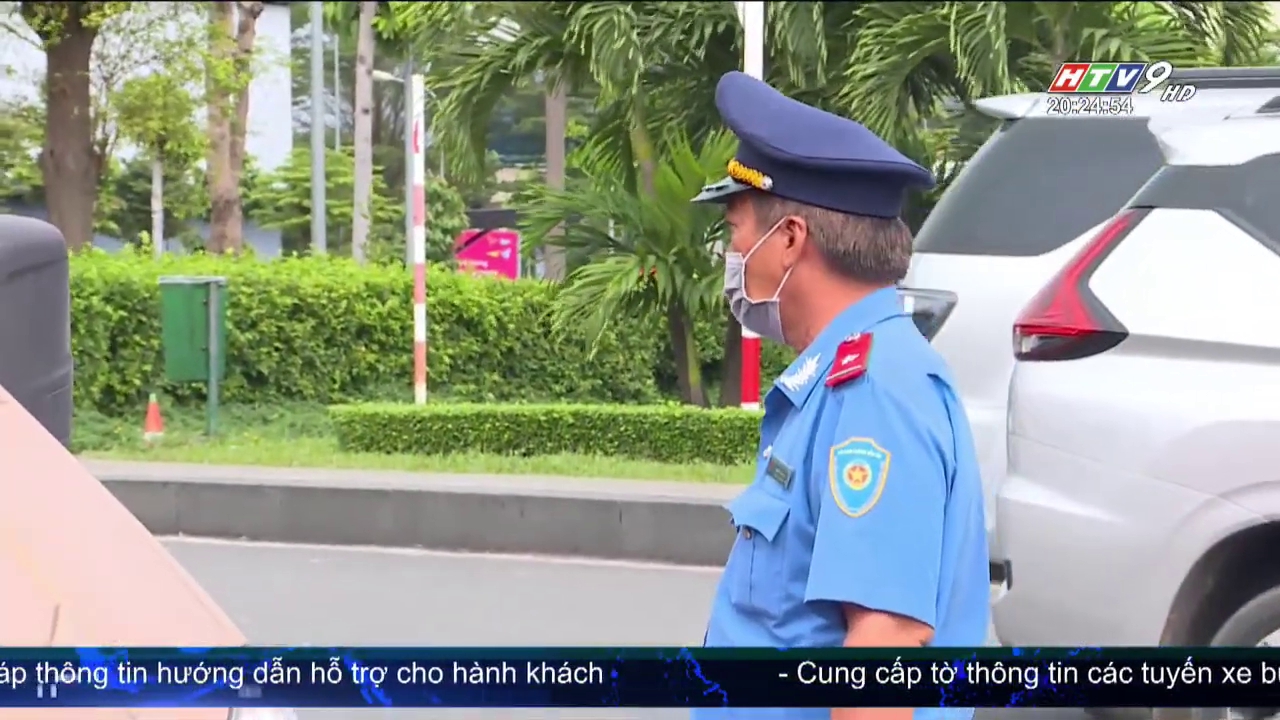 HTV9 HD
20:24:54
áp thông tin hướng dẫn hỗ trợ cho hành khách - Cung cấp tờ thông tin các tuyến xe bu